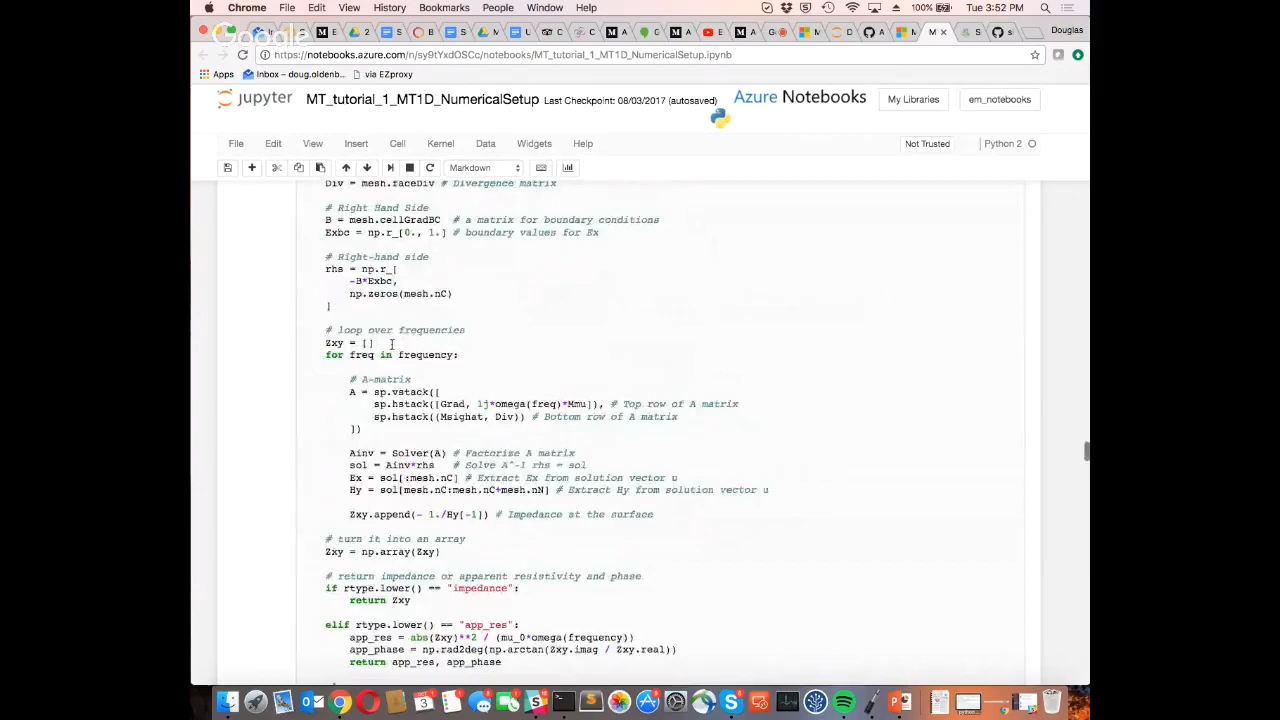 Chrome File Edit View History Bookmarks People Window Help 100% Tue 3:52 PM
Google Douglas
https://notebooks.azure.com/n/sy9tYxdOSCc/notebooks/MT_tutorial_1_MT1D_NumericalSetup.ipynb
Apps Inbox – doug.oldenb... via EZproxy
jupyter MT_tutorial_1_MT1D_NumericalSetup Last Checkpoint: 08/03/2017 (autosaved) Azure Notebooks My Libraries em_notebooks
File Edit View Insert Cell Kernel Data Widgets Help Not Trusted Python 2
Markdown
Div = mesh.faceDiv # Divergence matrix
# Right Hand Side
B = mesh.cellGradBC # a matrix for boundary conditions
Exbc = np.r_[0., 1.] # boundary values for Ex
# Right-hand side
rhs = np.r_[
-B*Exbc,
np.zeros(mesh.nC)
]
# loop over frequencies
Zxy = []
for freq in frequency:
# A-matrix
A = sp.vstack([
sp.hstack([Grad, 1j*omega(freq)*Mmu]), # Top row of A matrix
sp.hstack((Msighat, Div)) # Bottom row of A matrix
])
Ainv = Solver(A) # Factorize A matrix
sol = Ainv*rhs # Solve A^-1 rhs = sol
Ex = sol[:mesh.nC] # Extract Ex from solution vector u
Hy = sol[mesh.nC:mesh.nC+mesh.nN] # Extract Hy from solution vector u
Zxy.append(- 1./Hy[-1]) # Impedance at the surface
# turn it into an array
Zxy = np.array(Zxy)
# return impedance or apparent resistivity and phase
if rtype.lower() == "impedance":
return Zxy
elif rtype.lower() == "app_res":
app_res = abs(Zxy)**2 / (mu_0*omega(frequency))
app_phase = np.rad2deg(np.arctan(Zxy.imag / Zxy.real))
return app_res, app_phase